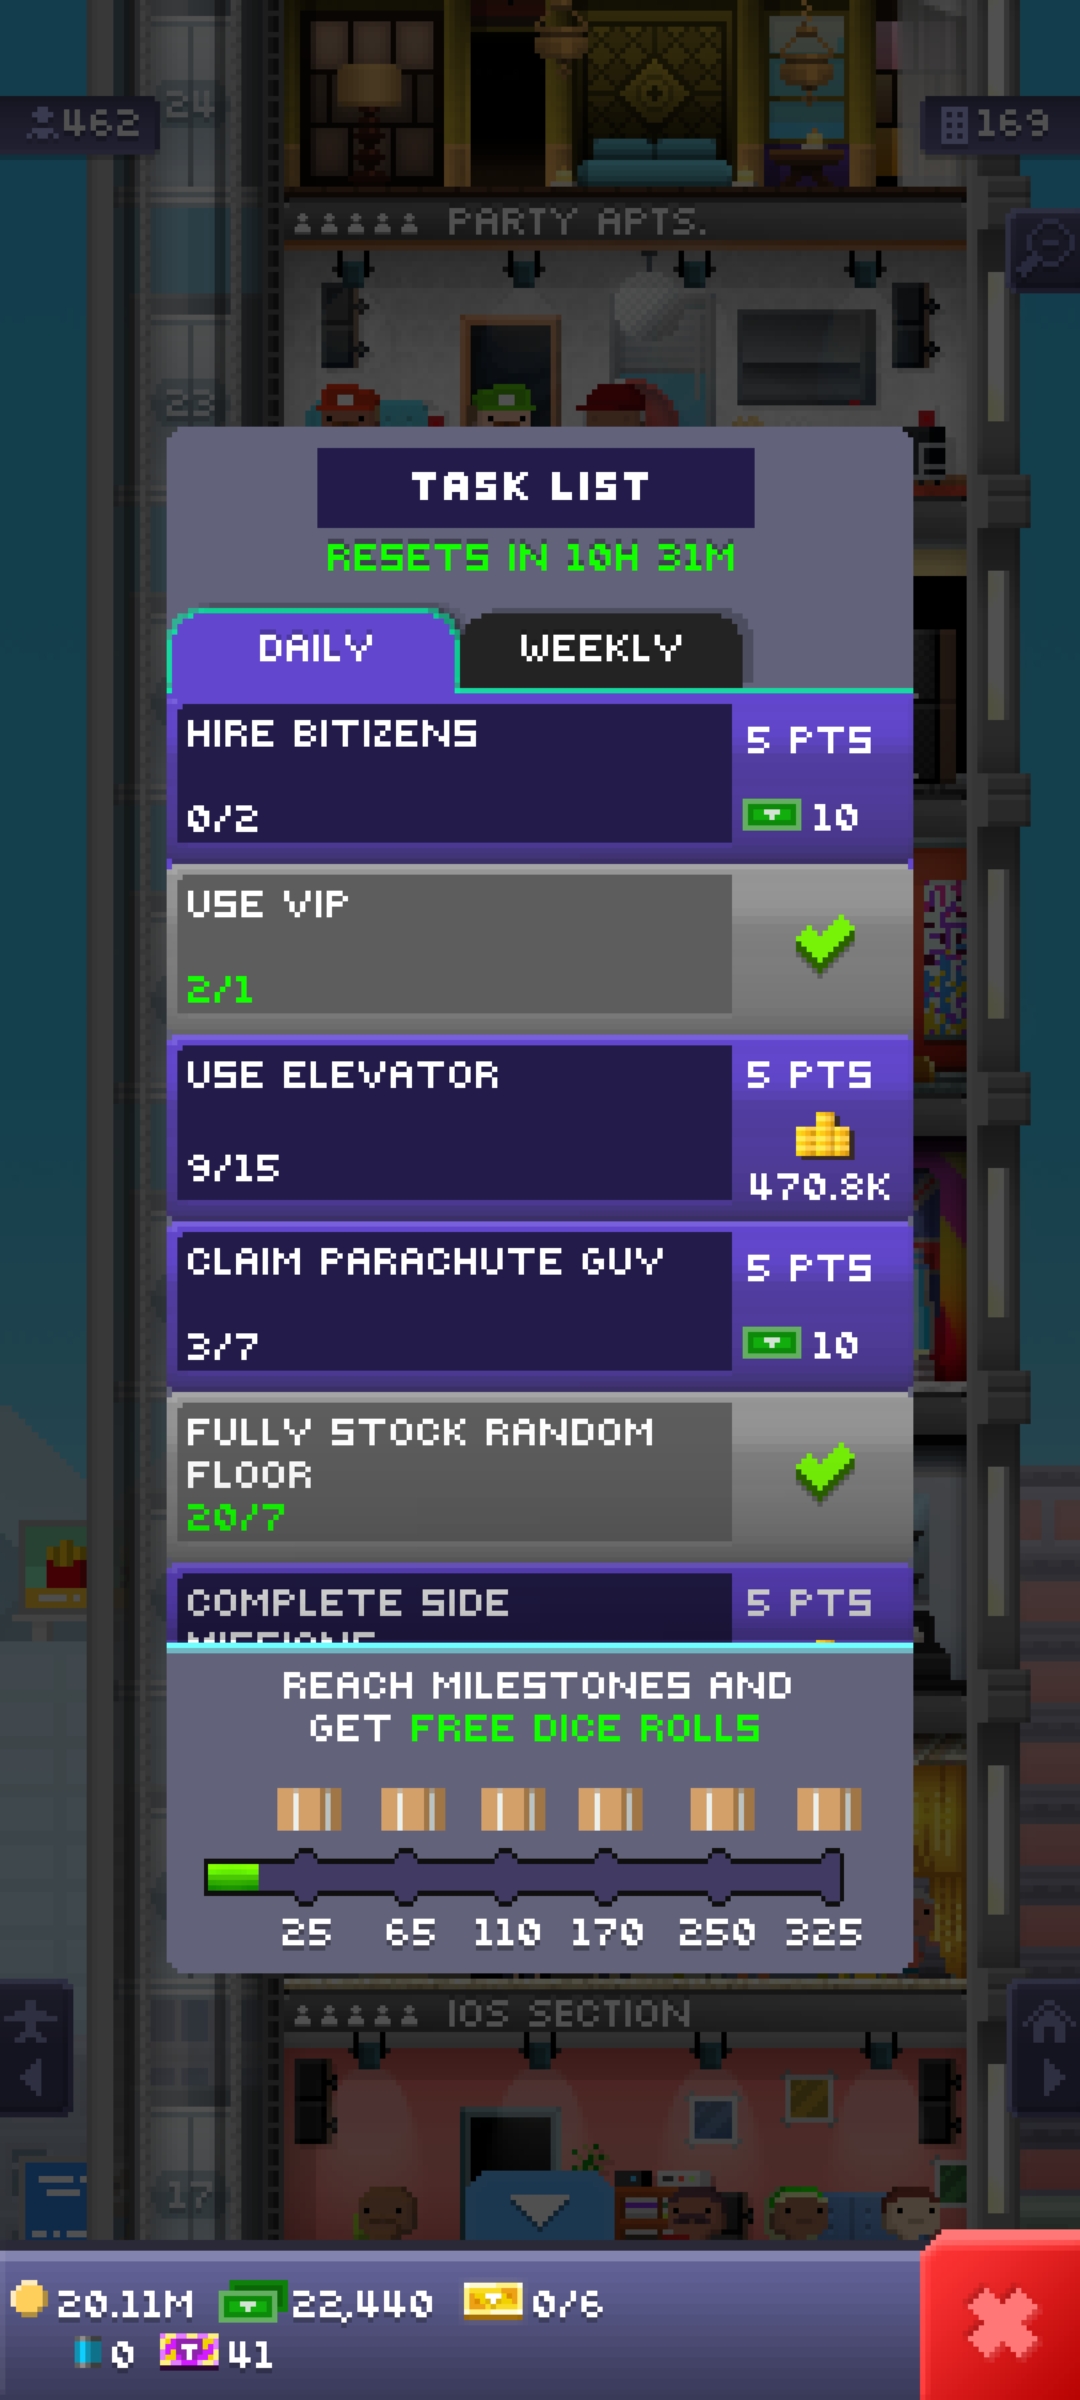 24
462
169
PARTY APTS.
23
TASK LIST
RESETS IN 10H 31M
DAILY
WEEKLY
HIRE BITIZENS
5 PTS
0/2
10
USE VIP
2/1
USE ELEVATOR
5 PTS
9/15
470.8K
CLAIM PARACHUTE GUY
5 PTS
3/7
10
FULLY STOCK RANDOM
FLOOR
20/7
COMPLETE SIDE
5 PTS
MISSIONS
REACH MILESTONES AND
GET FREE DICE ROLLS
25 65 110 170 250 325
IOS SECTION
17
20.11M 22,440 0/6
0 41